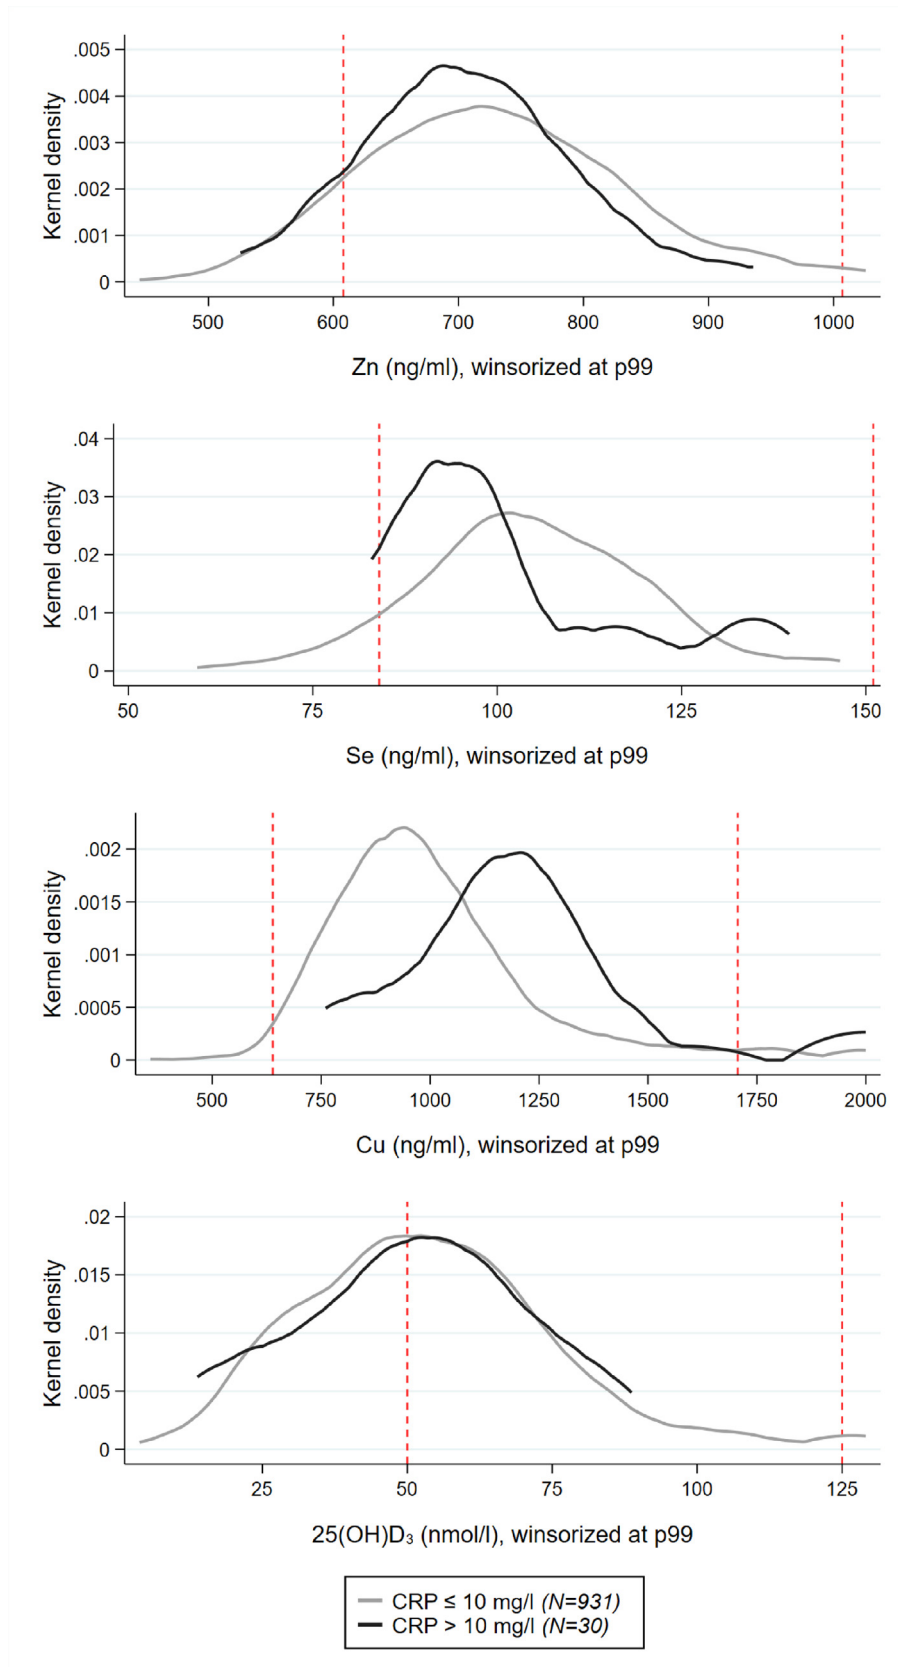 Kernel density
.005
.004
.003
.002
.001
0
500 600 700 800 900 1000
Zn (ng/ml), winsorized at p99
Kernel density
.04
.03
.02
.01
0
50 75 100 125 150
Se (ng/ml), winsorized at p99
Kernel density
.002
.0015
.001
.0005
0
500 750 1000 1250 1500 1750 2000
Cu (ng/ml), winsorized at p99
Kernel density
.02
.015
.01
.005
0
25 50 75 100 125
25(OH)D₃ (nmol/l), winsorized at p99
CRP ≤ 10 mg/l (N=931)
CRP > 10 mg/l (N=30)